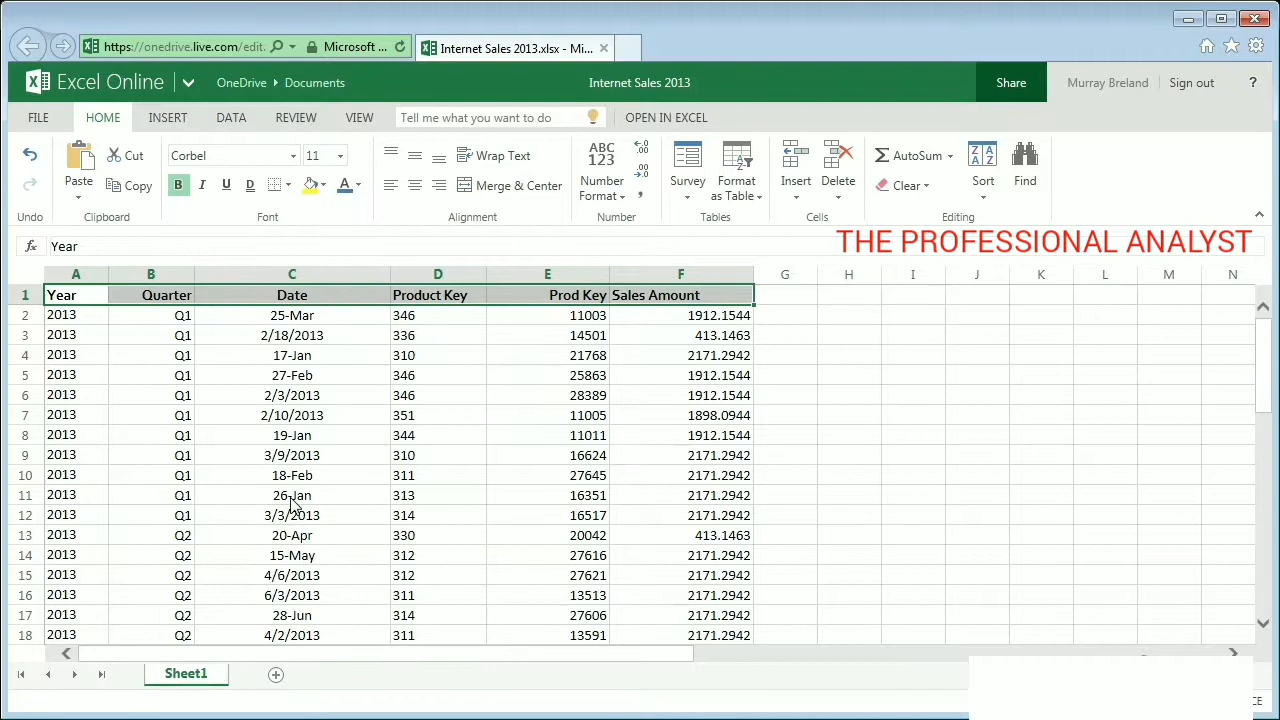 https://onedrive.live.com/edit.
Microsoft ...
Internet Sales 2013.xlsx - Mi...
Excel Online
OneDrive
Documents
Internet Sales 2013
Share
Murray Breland
Sign out
?
FILE
HOME
INSERT
DATA
REVIEW
VIEW
Tell me what you want to do
OPEN IN EXCEL
Undo
Paste
Cut
Copy
Clipboard
Corbel
11
B I U D A
Font
Wrap Text
Merge & Center
Alignment
ABC
123
Number
Format
.00
.00
Number
Survey
Format
as Table
Tables
Insert
Delete
Cells
AutoSum
Clear
Sort
Find
Editing
THE PROFESSIONAL ANALYST
fx Year
A B C D E F G H I J K L M N
1 Year Quarter Date Product Key Prod Key Sales Amount
2 2013 Q1 25-Mar 346 11003 1912.1544
3 2013 Q1 2/18/2013 336 14501 413.1463
4 2013 Q1 17-Jan 310 21768 2171.2942
5 2013 Q1 27-Feb 346 25863 1912.1544
6 2013 Q1 2/3/2013 346 28389 1912.1544
7 2013 Q1 2/10/2013 351 11005 1898.0944
8 2013 Q1 19-Jan 344 11011 1912.1544
9 2013 Q1 3/9/2013 310 16624 2171.2942
10 2013 Q1 18-Feb 311 27645 2171.2942
11 2013 Q1 26-Jan 313 16351 2171.2942
12 2013 Q1 3/3/2013 314 16517 2171.2942
13 2013 Q2 20-Apr 330 20042 413.1463
14 2013 Q2 15-May 312 27616 2171.2942
15 2013 Q2 4/6/2013 312 27621 2171.2942
16 2013 Q2 6/3/2013 311 13513 2171.2942
17 2013 Q2 28-Jun 314 27606 2171.2942
18 2013 Q2 4/2/2013 311 13591 2171.2942
Sheet1
CE